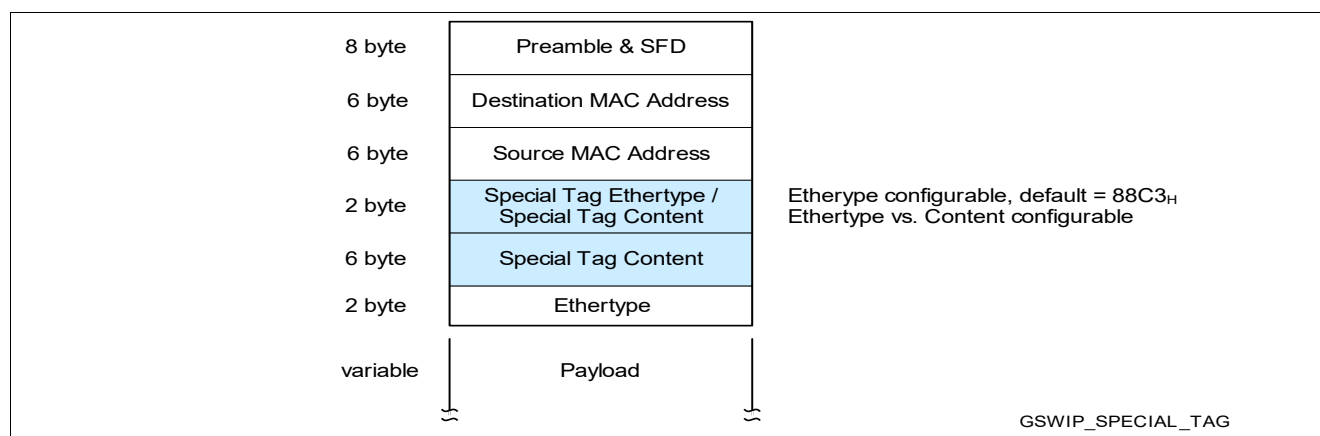 8 byte Preamble & SFD
6 byte Destination MAC Address
6 byte Source MAC Address
2 byte Special Tag Ethertype / Special Tag Content Etherype configurable, default = 88C3H Ethertype vs. Content configurable
6 byte Special Tag Content
2 byte Ethertype
variable Payload
GSWIP_SPECIAL_TAG